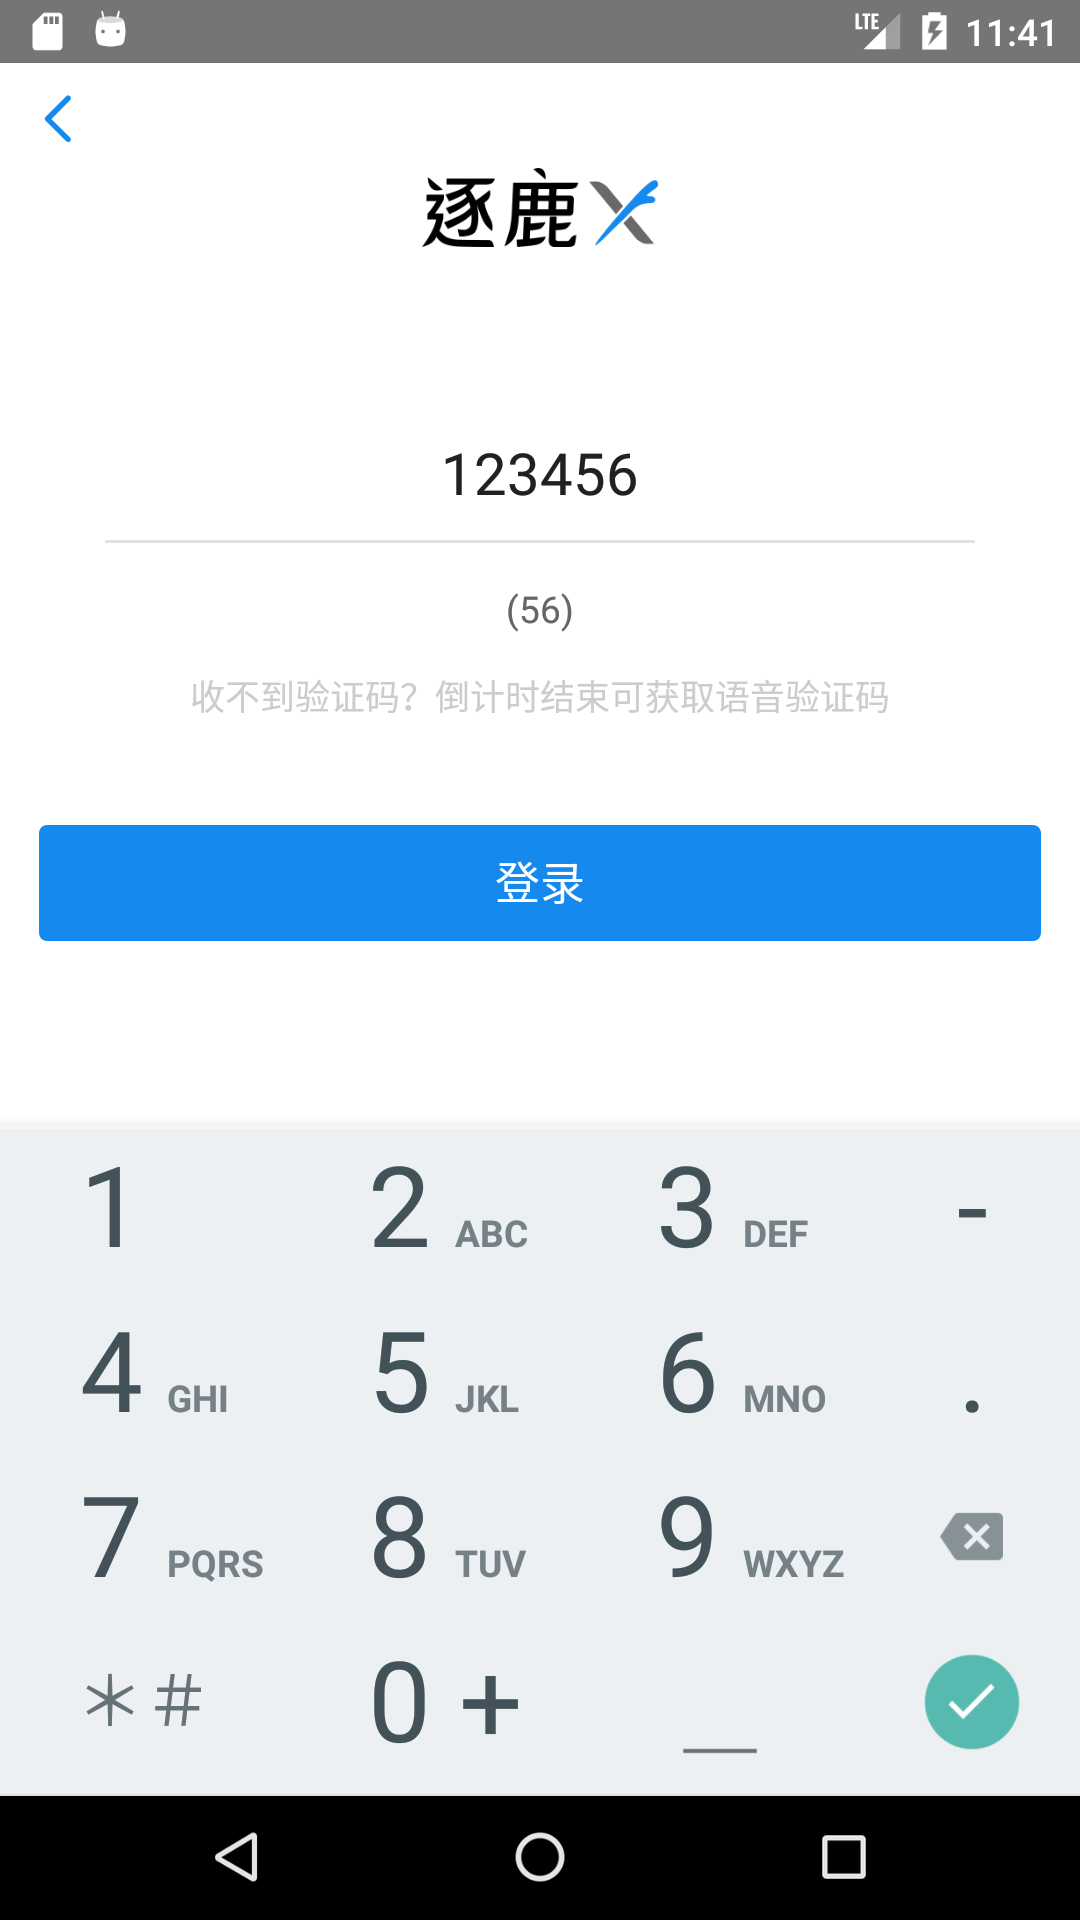 LTE 11:41
逐鹿X
123456
(56)
收不到验证码？倒计时结束可获取语音验证码
登录
1 2 ABC 3 DEF -
4 GHI 5 JKL 6 MNO .
7 PQRS 8 TUV 9 WXYZ
*# 0 + _